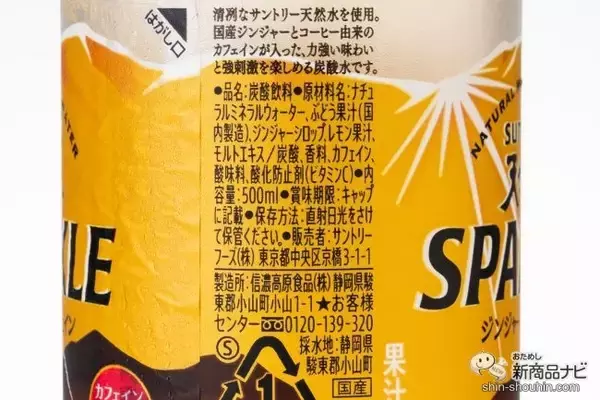 はがし口
清冽なサントリー天然水を使用。
国産ジンジャーとコーヒー由来の
カフェインが入った、力強い味わい
と強刺激を楽しめる炭酸水です。
●品名:炭酸飲料●原材料名:ナチュ
ラルミネラルウォーター、ぶどう果汁(国
内製造)、ジンジャーシロップ、レモン果汁、
モルトエキス/炭酸、香料、カフェイン、
酸味料、酸化防止剤(ビタミンC)●内
容量:500ml●賞味期限:キャップ
に記載●保存方法:直射日光をさけ
て保管ください。●販売者:サントリー
フーズ(株) 東京都中央区京橋3-1-1
製造所:信濃高原食品(株)静岡県駿
東郡小山町小山1-1★お客様
センター 0120-139-320
S
採水地:静岡県
駿東郡小山町
国産
1
NATURAL
SU
ス
SPA
ジンジャー
果汁
KLE
イン
カフェイン
おためし
新商品ナビ
shin-shouhin.com